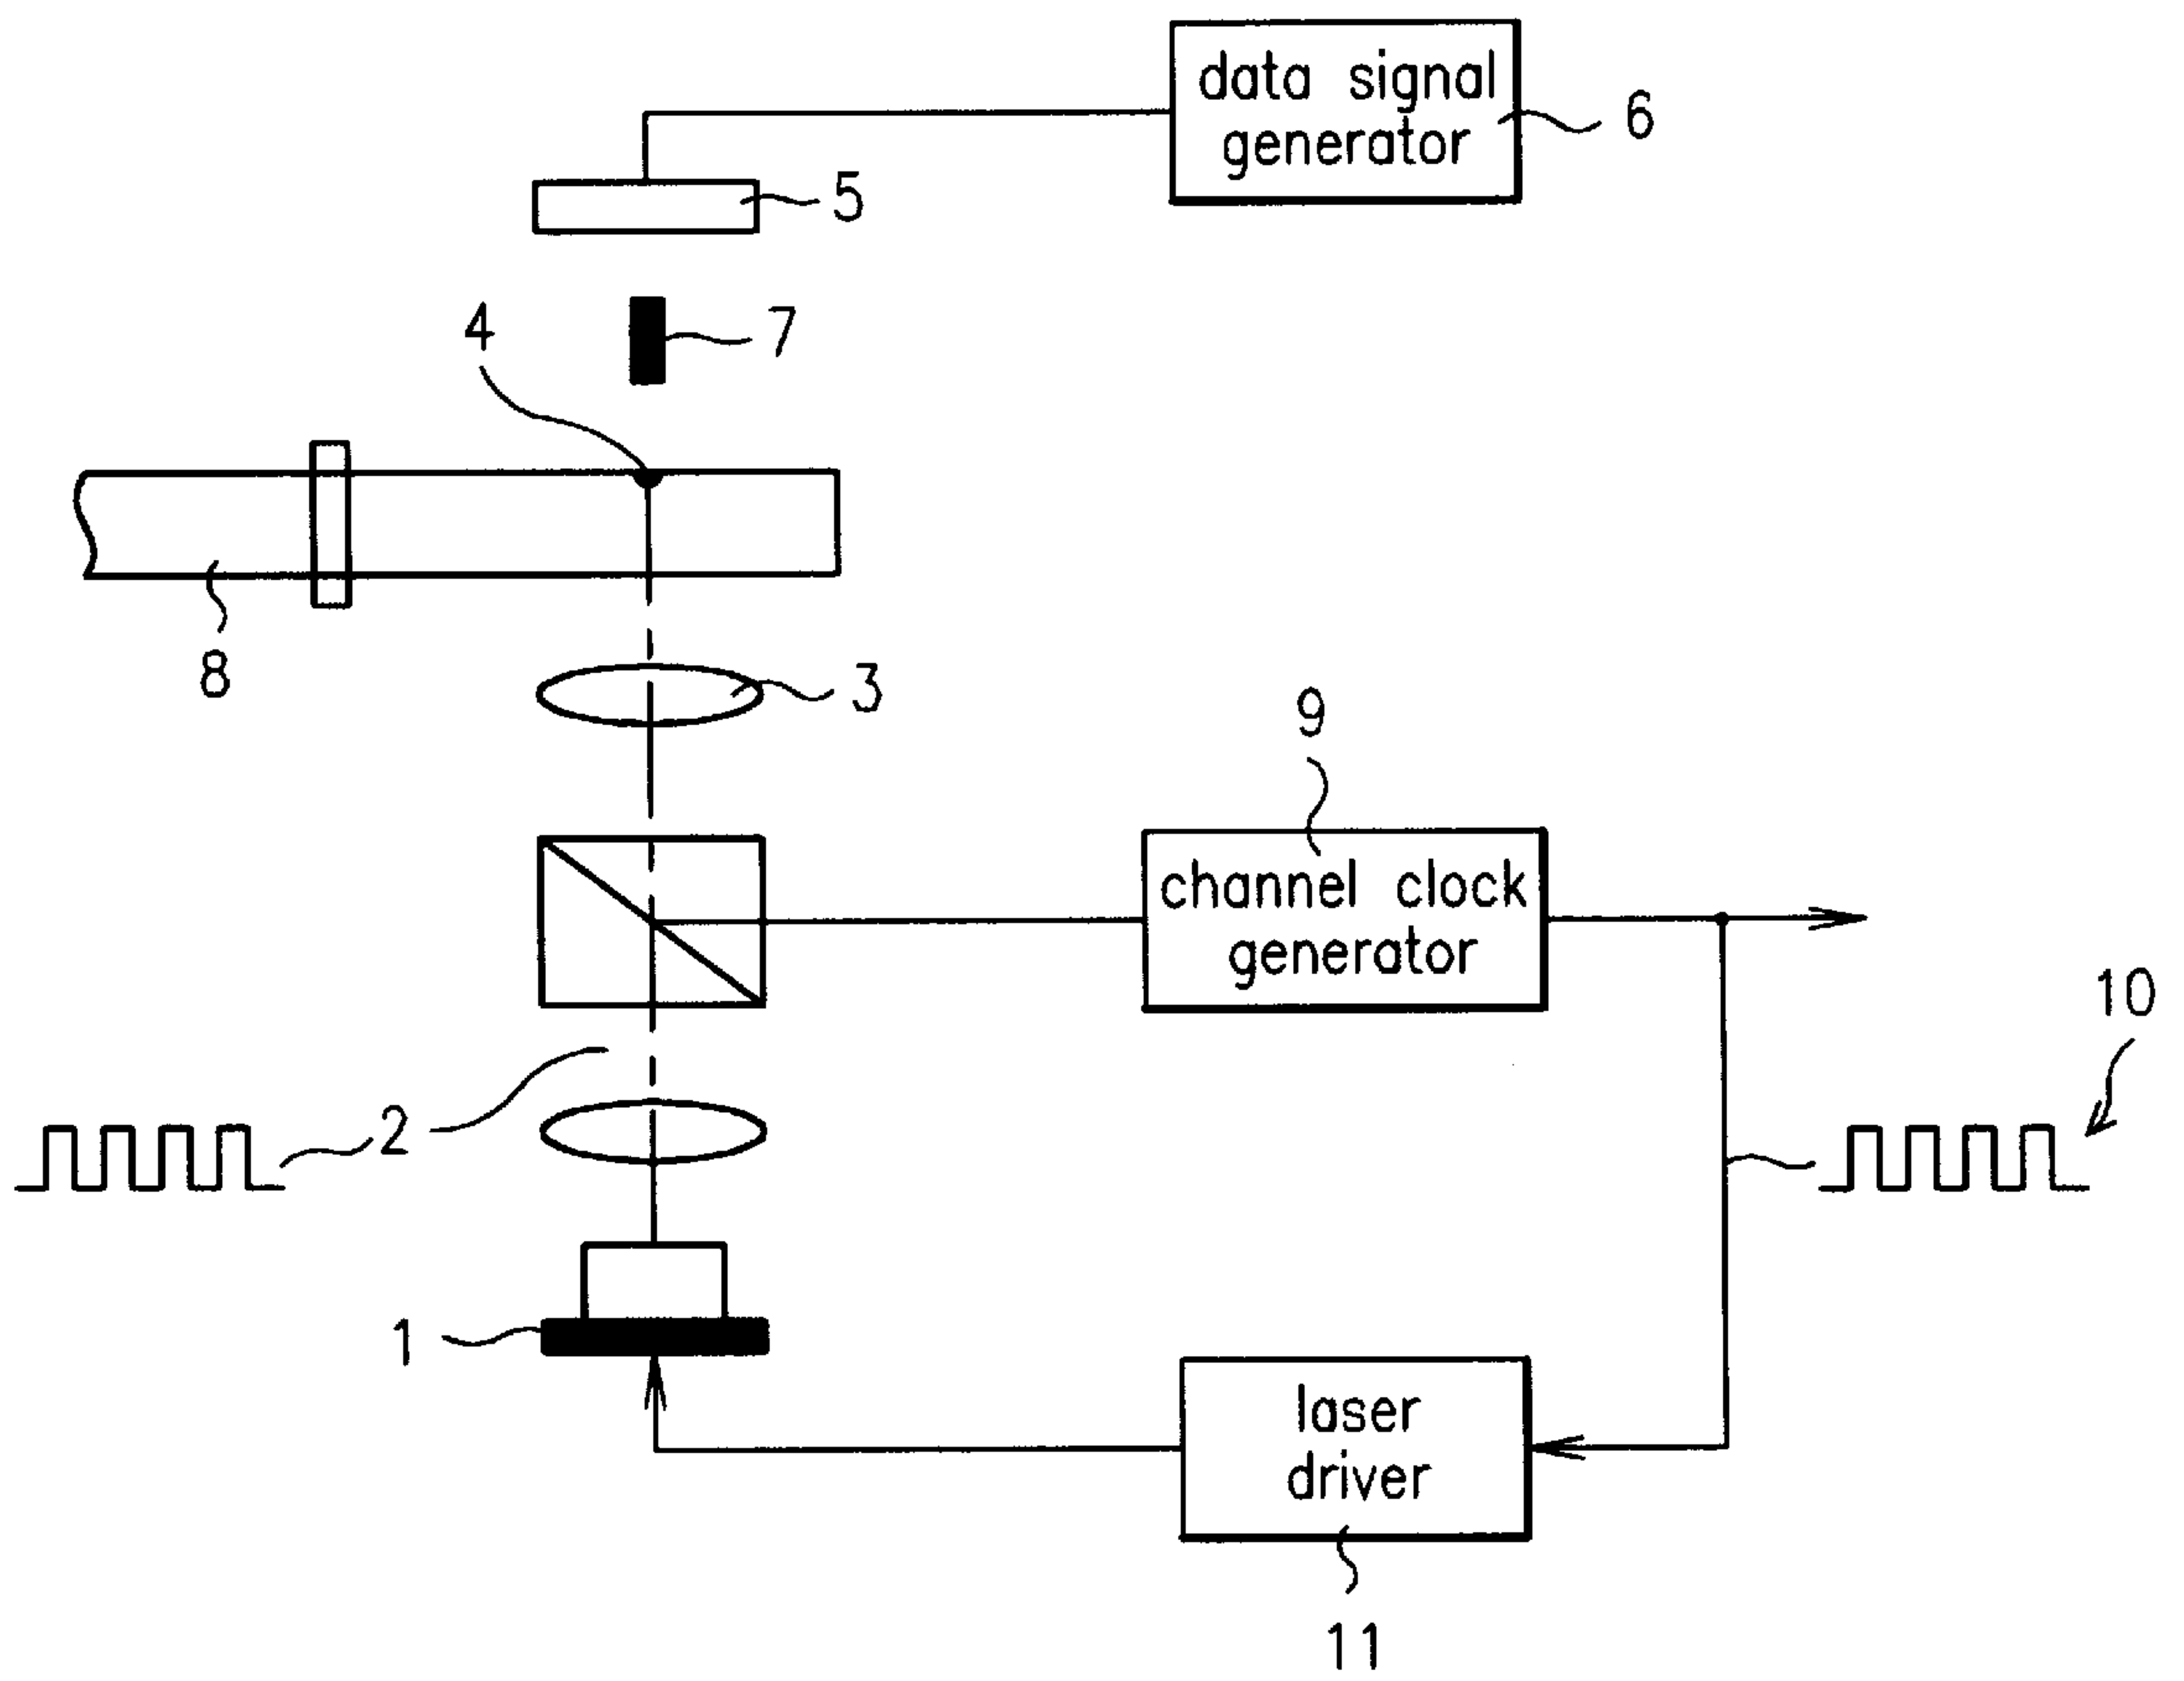 data signal
generator
6
5
4
7
8
3
9
channel clock
generator
10
2
1
laser
driver
11